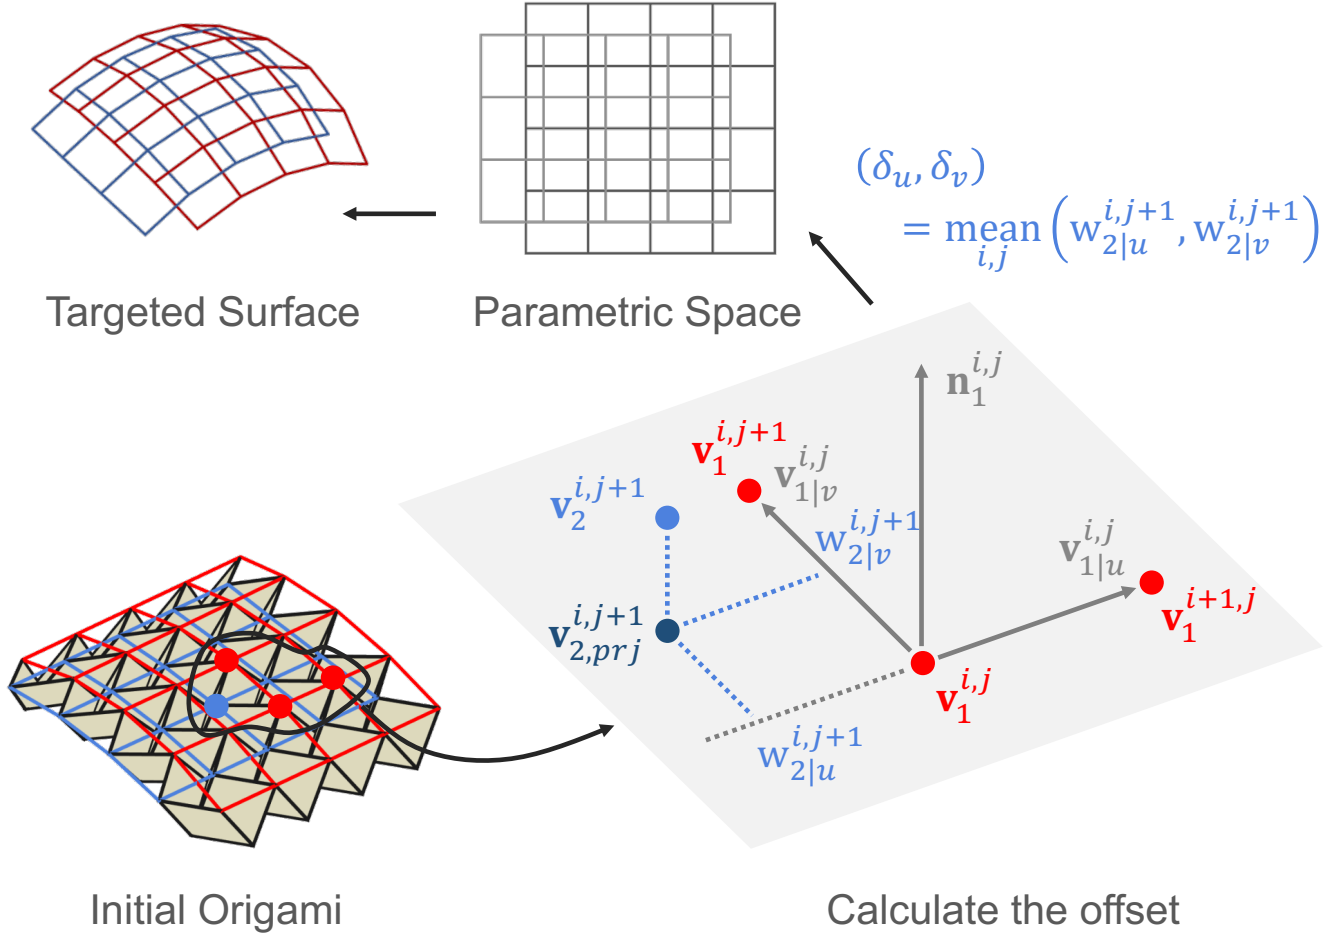 (δ_u, δ_v)
= mean_{i,j} (w_{2|u}^{i,j+1}, w_{2|v}^{i,j+1})
Targeted Surface
Parametric Space
n_1^{i,j}
v_1^{i,j+1}
v_{1|v}^{i,j}
v_2^{i,j+1}
w_{2|v}^{i,j+1}
v_{1|u}^{i,j}
v_1^{i+1,j}
v_{2,prj}^{i,j+1}
v_1^{i,j}
w_{2|u}^{i,j+1}
Initial Origami
Calculate the offset